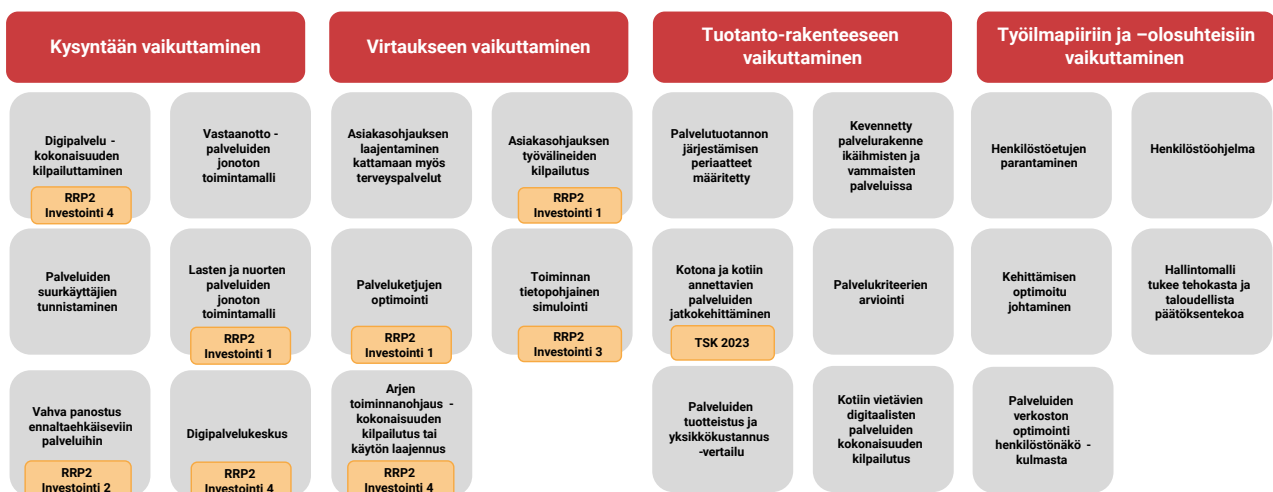 Kysyntään vaikuttaminen
Virtaukseen vaikuttaminen
Tuotanto-rakenteeseen
vaikuttaminen
Työilmapiiriin ja –olosuhteisiin
vaikuttaminen
Digipalvelu -
kokonaisuuden
kilpailuttaminen
RRP2
Investointi 4
Vastaanotto -
palveluiden
jonoton
toimintamalli
Asiakasohjauksen
laajentaminen
kattamaan myös
terveyspalvelut
Asiakasohjauksen
työvälineiden
kilpailutus
RRP2
Investointi 1
Palvelutuotannon
järjestämisen
periaatteet
määritetty
Kevennetty
palvelurakenne
ikäihmisten ja
vammaisten
palveluissa
Henkilöstöetujen
parantaminen
Henkilöstöohjelma
Palveluiden
suurkäyttäjien
tunnistaminen
Lasten ja nuorten
palveluiden
jonoton
toimintamalli
RRP2
Investointi 1
Palveluketjujen
optimointi
RRP2
Investointi 1
Toiminnan
tietopohjainen
simulointi
RRP2
Investointi 3
Kotona ja kotiin
annettavien
palveluiden
jatkokehittäminen
TSK 2023
Palvelukriteerien
arviointi
Kehittämisen
optimoitu
johtaminen
Hallintomalli
tukee tehokasta ja
taloudellista
päätöksentekoa
Vahva panostus
ennaltaehkäiseviin
palveluihin
RRP2
Investointi 2
Digipalvelukeskus
RRP2
Investointi 4
Arjen
toiminnanohjaus -
kokonaisuuden
kilpailutus tai
käytön laajennus
RRP2
Investointi 4
Palveluiden
tuotteistus ja
yksikkökustannus
-vertailu
Kotiin vietävien
digitaalisten
palveluiden
kokonaisuuden
kilpailutus
Palveluiden
verkoston
optimointi
henkilöstönäkö -
kulmasta